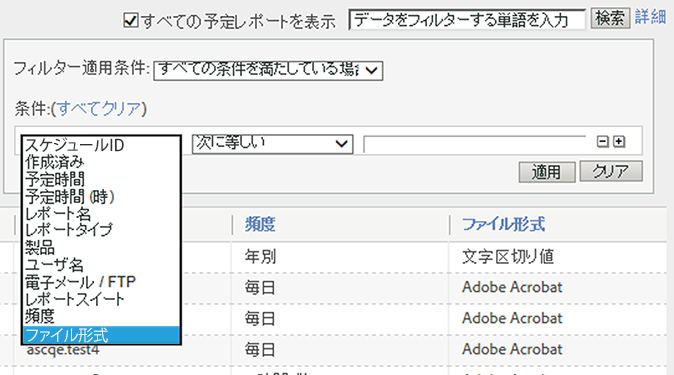 すべての予定レポートを表示 データをフィルターする単語を入力 検索 詳細
フィルター適用条件: すべての条件を満たしている場合
条件:(すべてクリア)
次に等しい
スケジュールID
作成済み
予定時間
予定時間 (時)
レポート名
レポートタイプ
製品
ユーザ名
電子メール / FTP
レポートスイート
頻度
ファイル形式
適用 クリア
頻度 ファイル形式
年別 文字区切り値
毎日 Adobe Acrobat
毎日 Adobe Acrobat
ascqe.test4 毎日 Adobe Acrobat